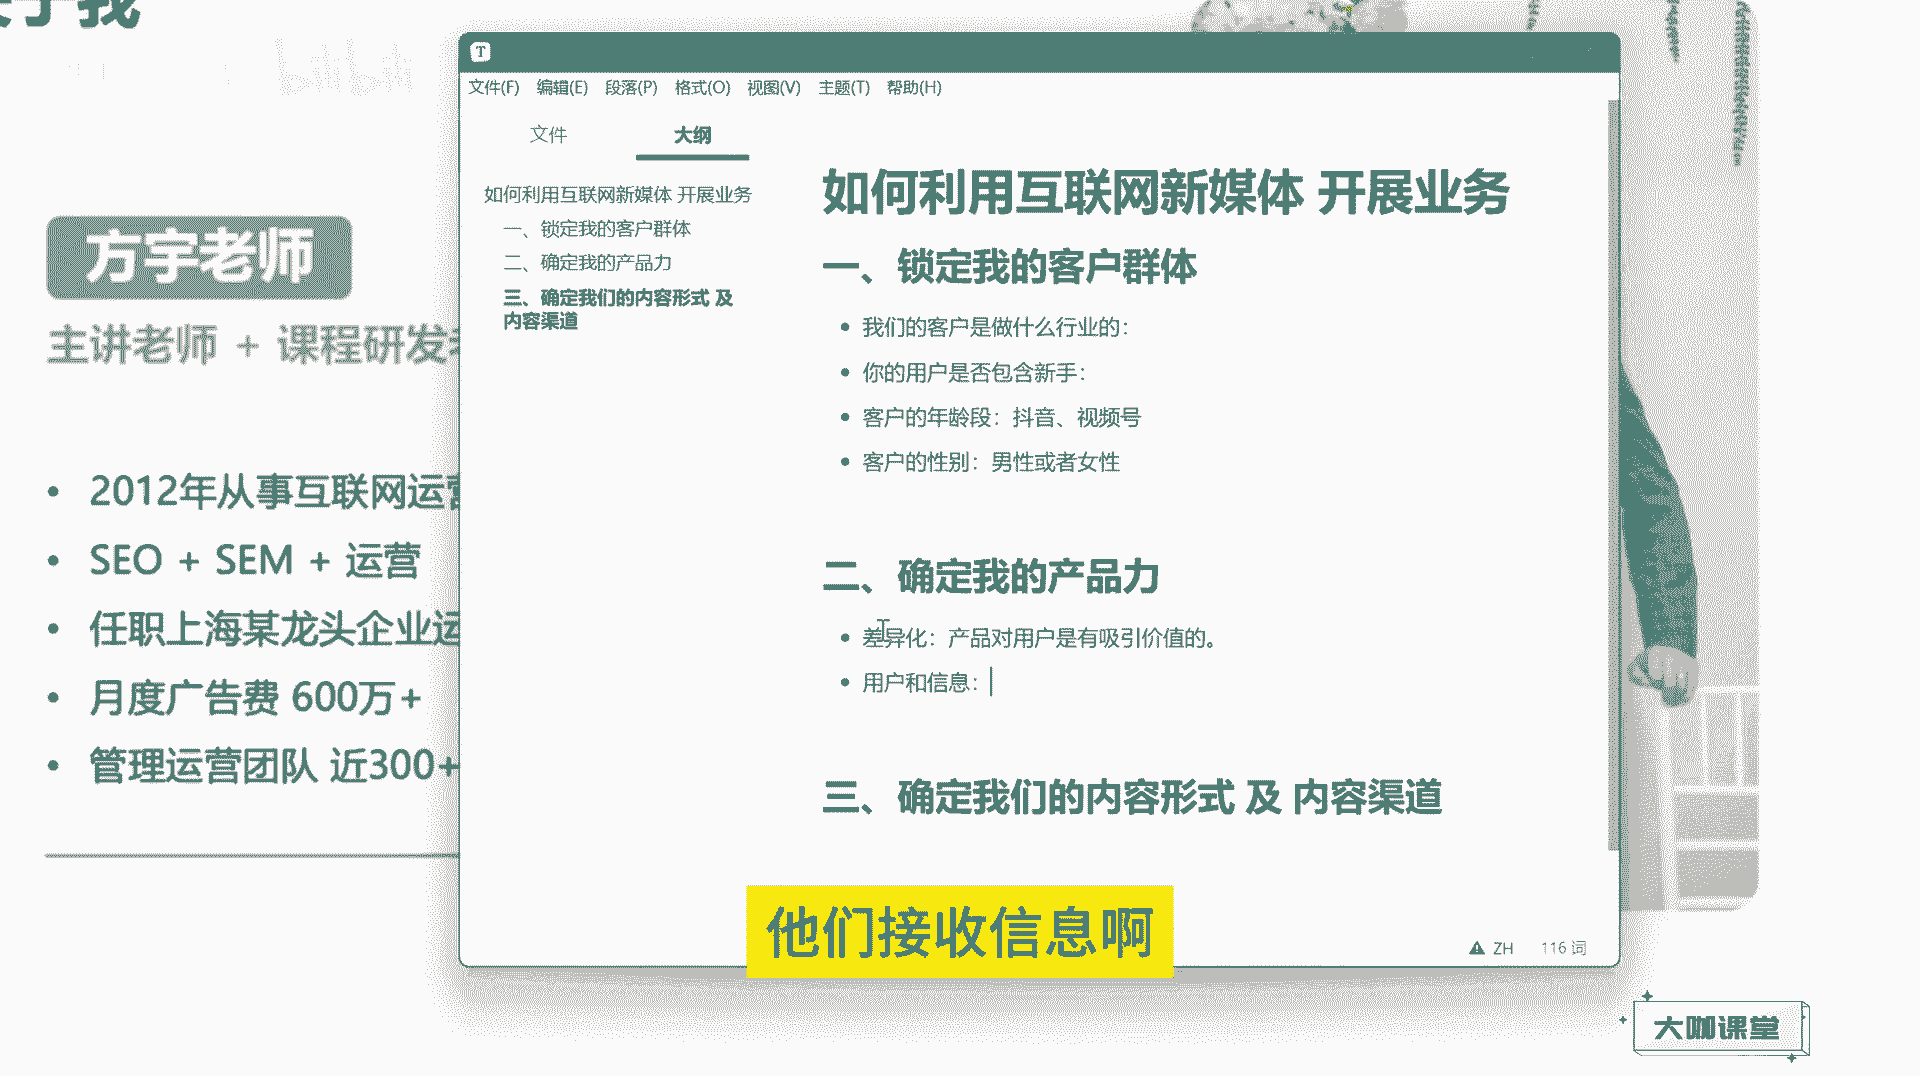 关于我
bilibili
方宇老师
主讲老师 + 课程研发
2012年从事互联网运营
SEO + SEM + 运营
任职上海某龙头企业运
月度广告费 600万+
管理运营团队 近300+
T
文件(F) 编辑(E) 段落(P) 格式(O) 视图(V) 主题(T) 帮助(H)
文件 大纲
如何利用互联网新媒体 开展业务
一、锁定我的客户群体
二、确定我的产品力
三、确定我们的内容形式 及
内容渠道
如何利用互联网新媒体 开展业务
一、锁定我的客户群体
我们的客户是做什么行业的：
你的用户是否包含新手：
客户的年龄段：抖音、视频号
客户的性别：男性或者女性
二、确定我的产品力
差异化：产品对用户是有吸引价值的。
用户和信息：
三、确定我们的内容形式 及 内容渠道
ZH 116 词
他们接收信息啊
大咖课堂